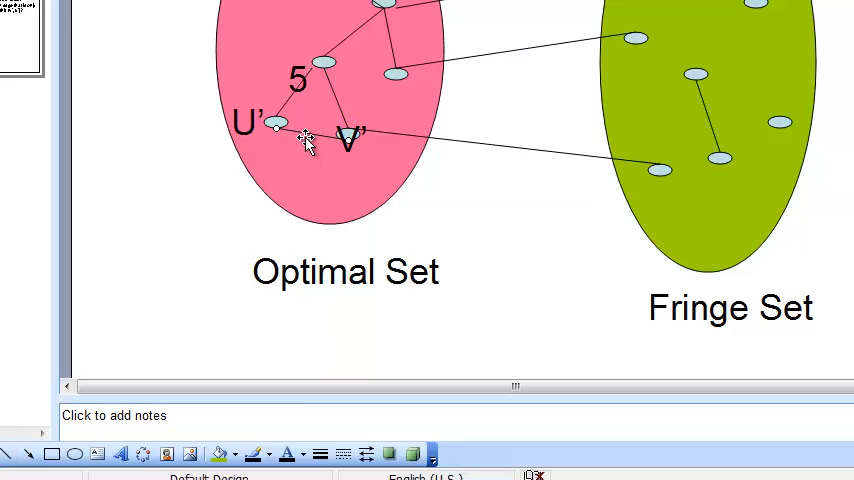 5
U’
V’
Optimal Set
Fringe Set
Click to add notes
Default Design
English (U.S.)